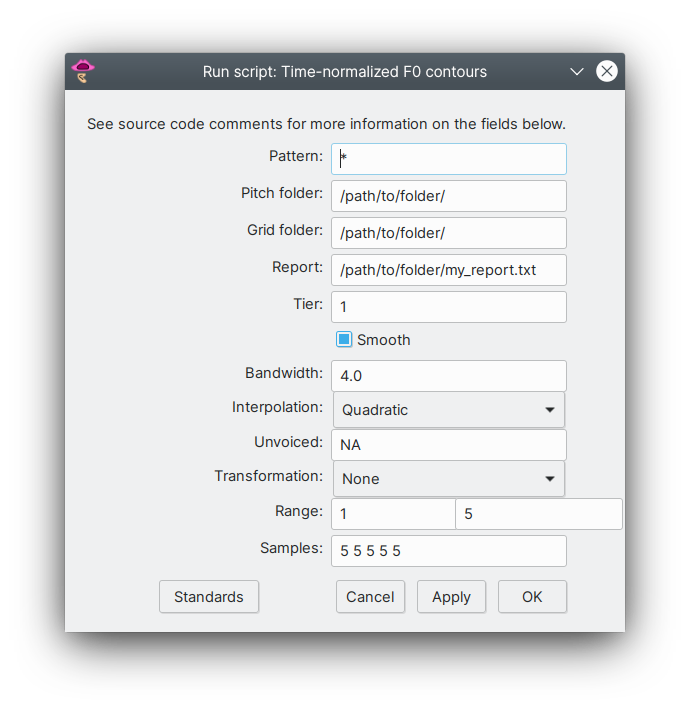 Run script: Time-normalized F0 contours
See source code comments for more information on the fields below.
Pattern: *
Pitch folder: /path/to/folder/
Grid folder: /path/to/folder/
Report: /path/to/folder/my_report.txt
Tier: 1
Smooth
Bandwidth: 4.0
Interpolation: Quadratic
Unvoiced: NA
Transformation: None
Range: 1 5
Samples: 5 5 5 5 5
Standards Cancel Apply OK